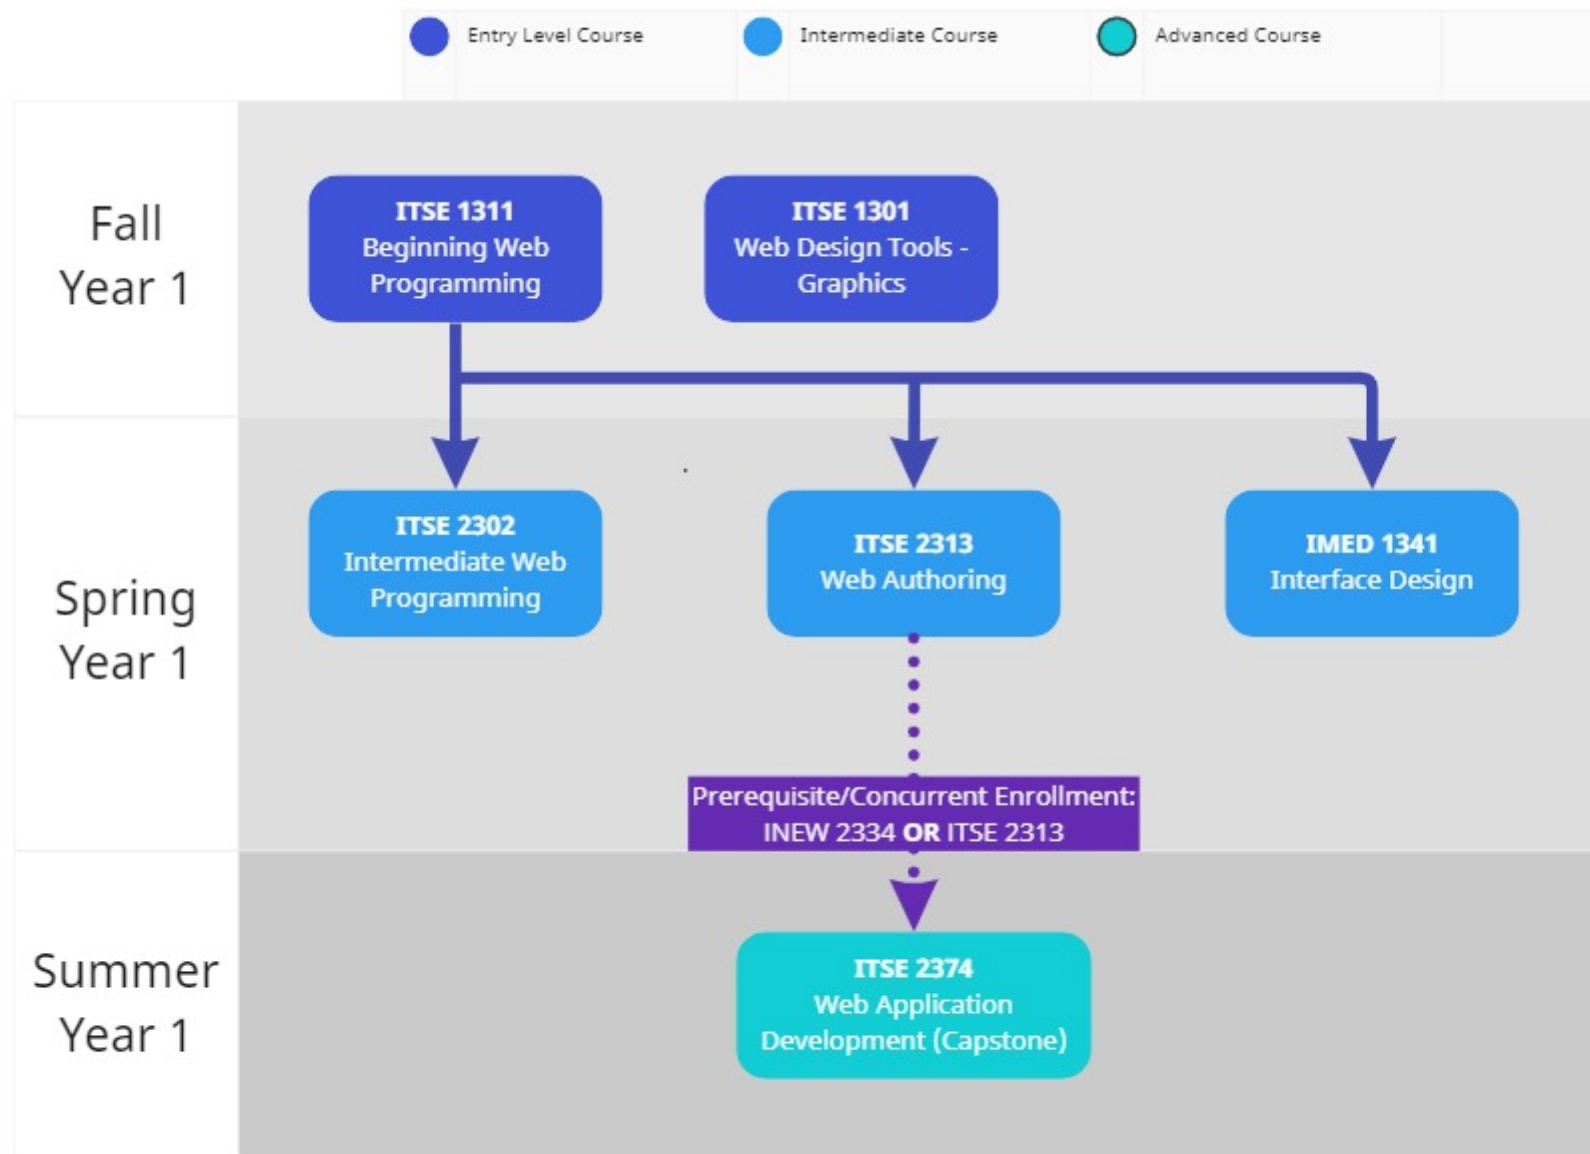 Entry Level Course
Intermediate Course
Advanced Course
Fall
Year 1
ITSE 1311
Beginning Web
Programming
ITSE 1301
Web Design Tools -
Graphics
Spring
Year 1
ITSE 2302
Intermediate Web
Programming
ITSE 2313
Web Authoring
IMED 1341
Interface Design
Prerequisite/Concurrent Enrollment:
INEW 2334 OR ITSE 2313
Summer
Year 1
ITSE 2374
Web Application
Development (Capstone)